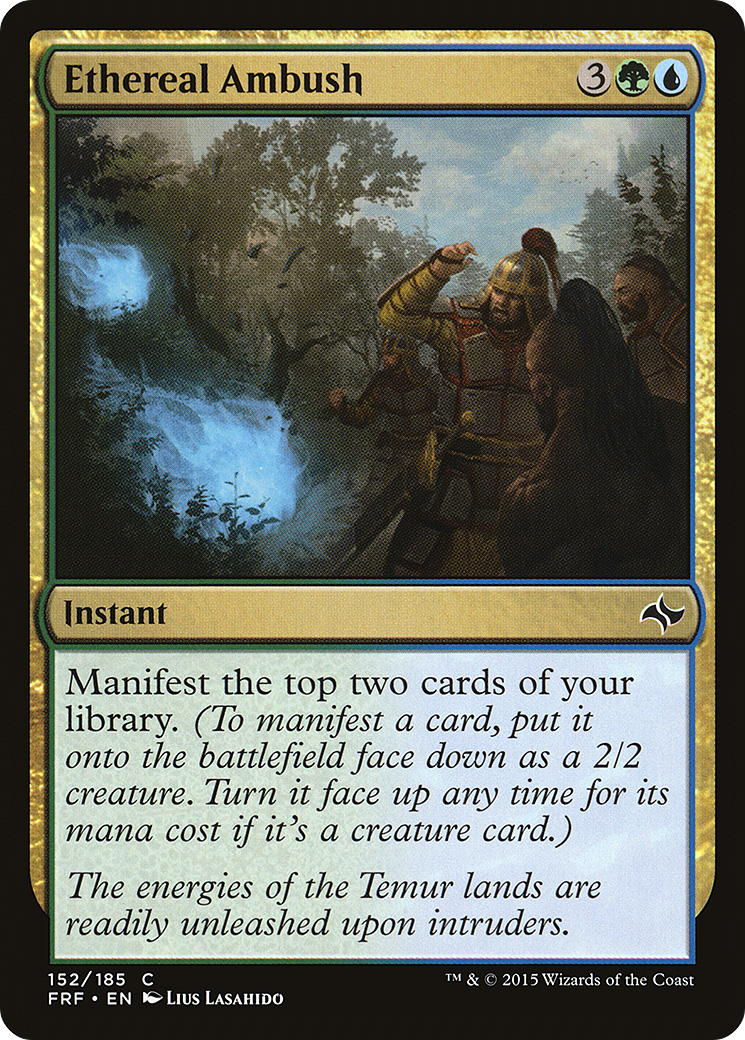 Ethereal Ambush
3
Instant
Manifest the top two cards of your
library. (To manifest a card, put it
onto the battlefield face down as a 2/2
creature. Turn it face up any time for its
mana cost if it's a creature card.)
The energies of the Temur lands are
readily unleashed upon intruders.
152/185 C
™ & © 2015 Wizards of the Coast
FRF • EN Lius Lasahido